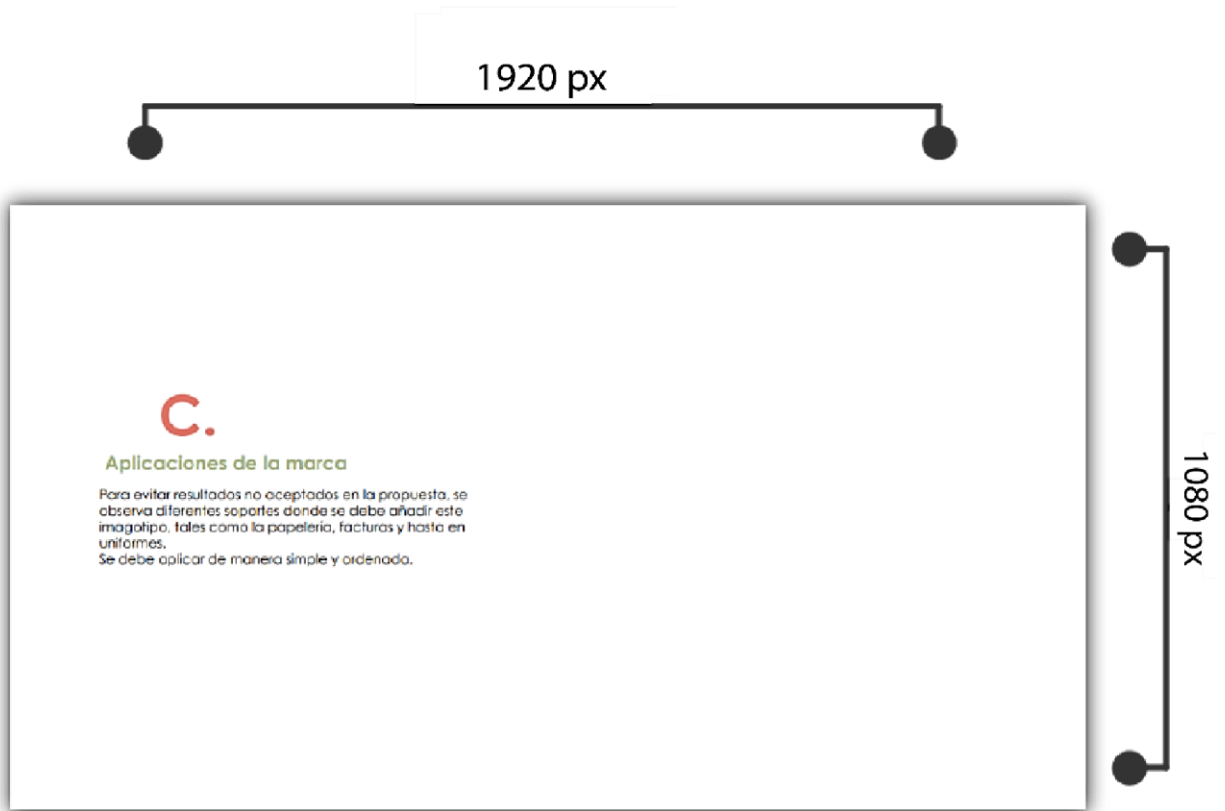 1920 px
C.
Aplicaciones de la marca
Para evitar resultados no aceptados en la propuesta, se
observa diferentes soportes donde se debe añadir este
imagotipo, tales como la papelería, facturas y hasta en
uniformes.
Se debe aplicar de manera simple y ordenado.
1080 px